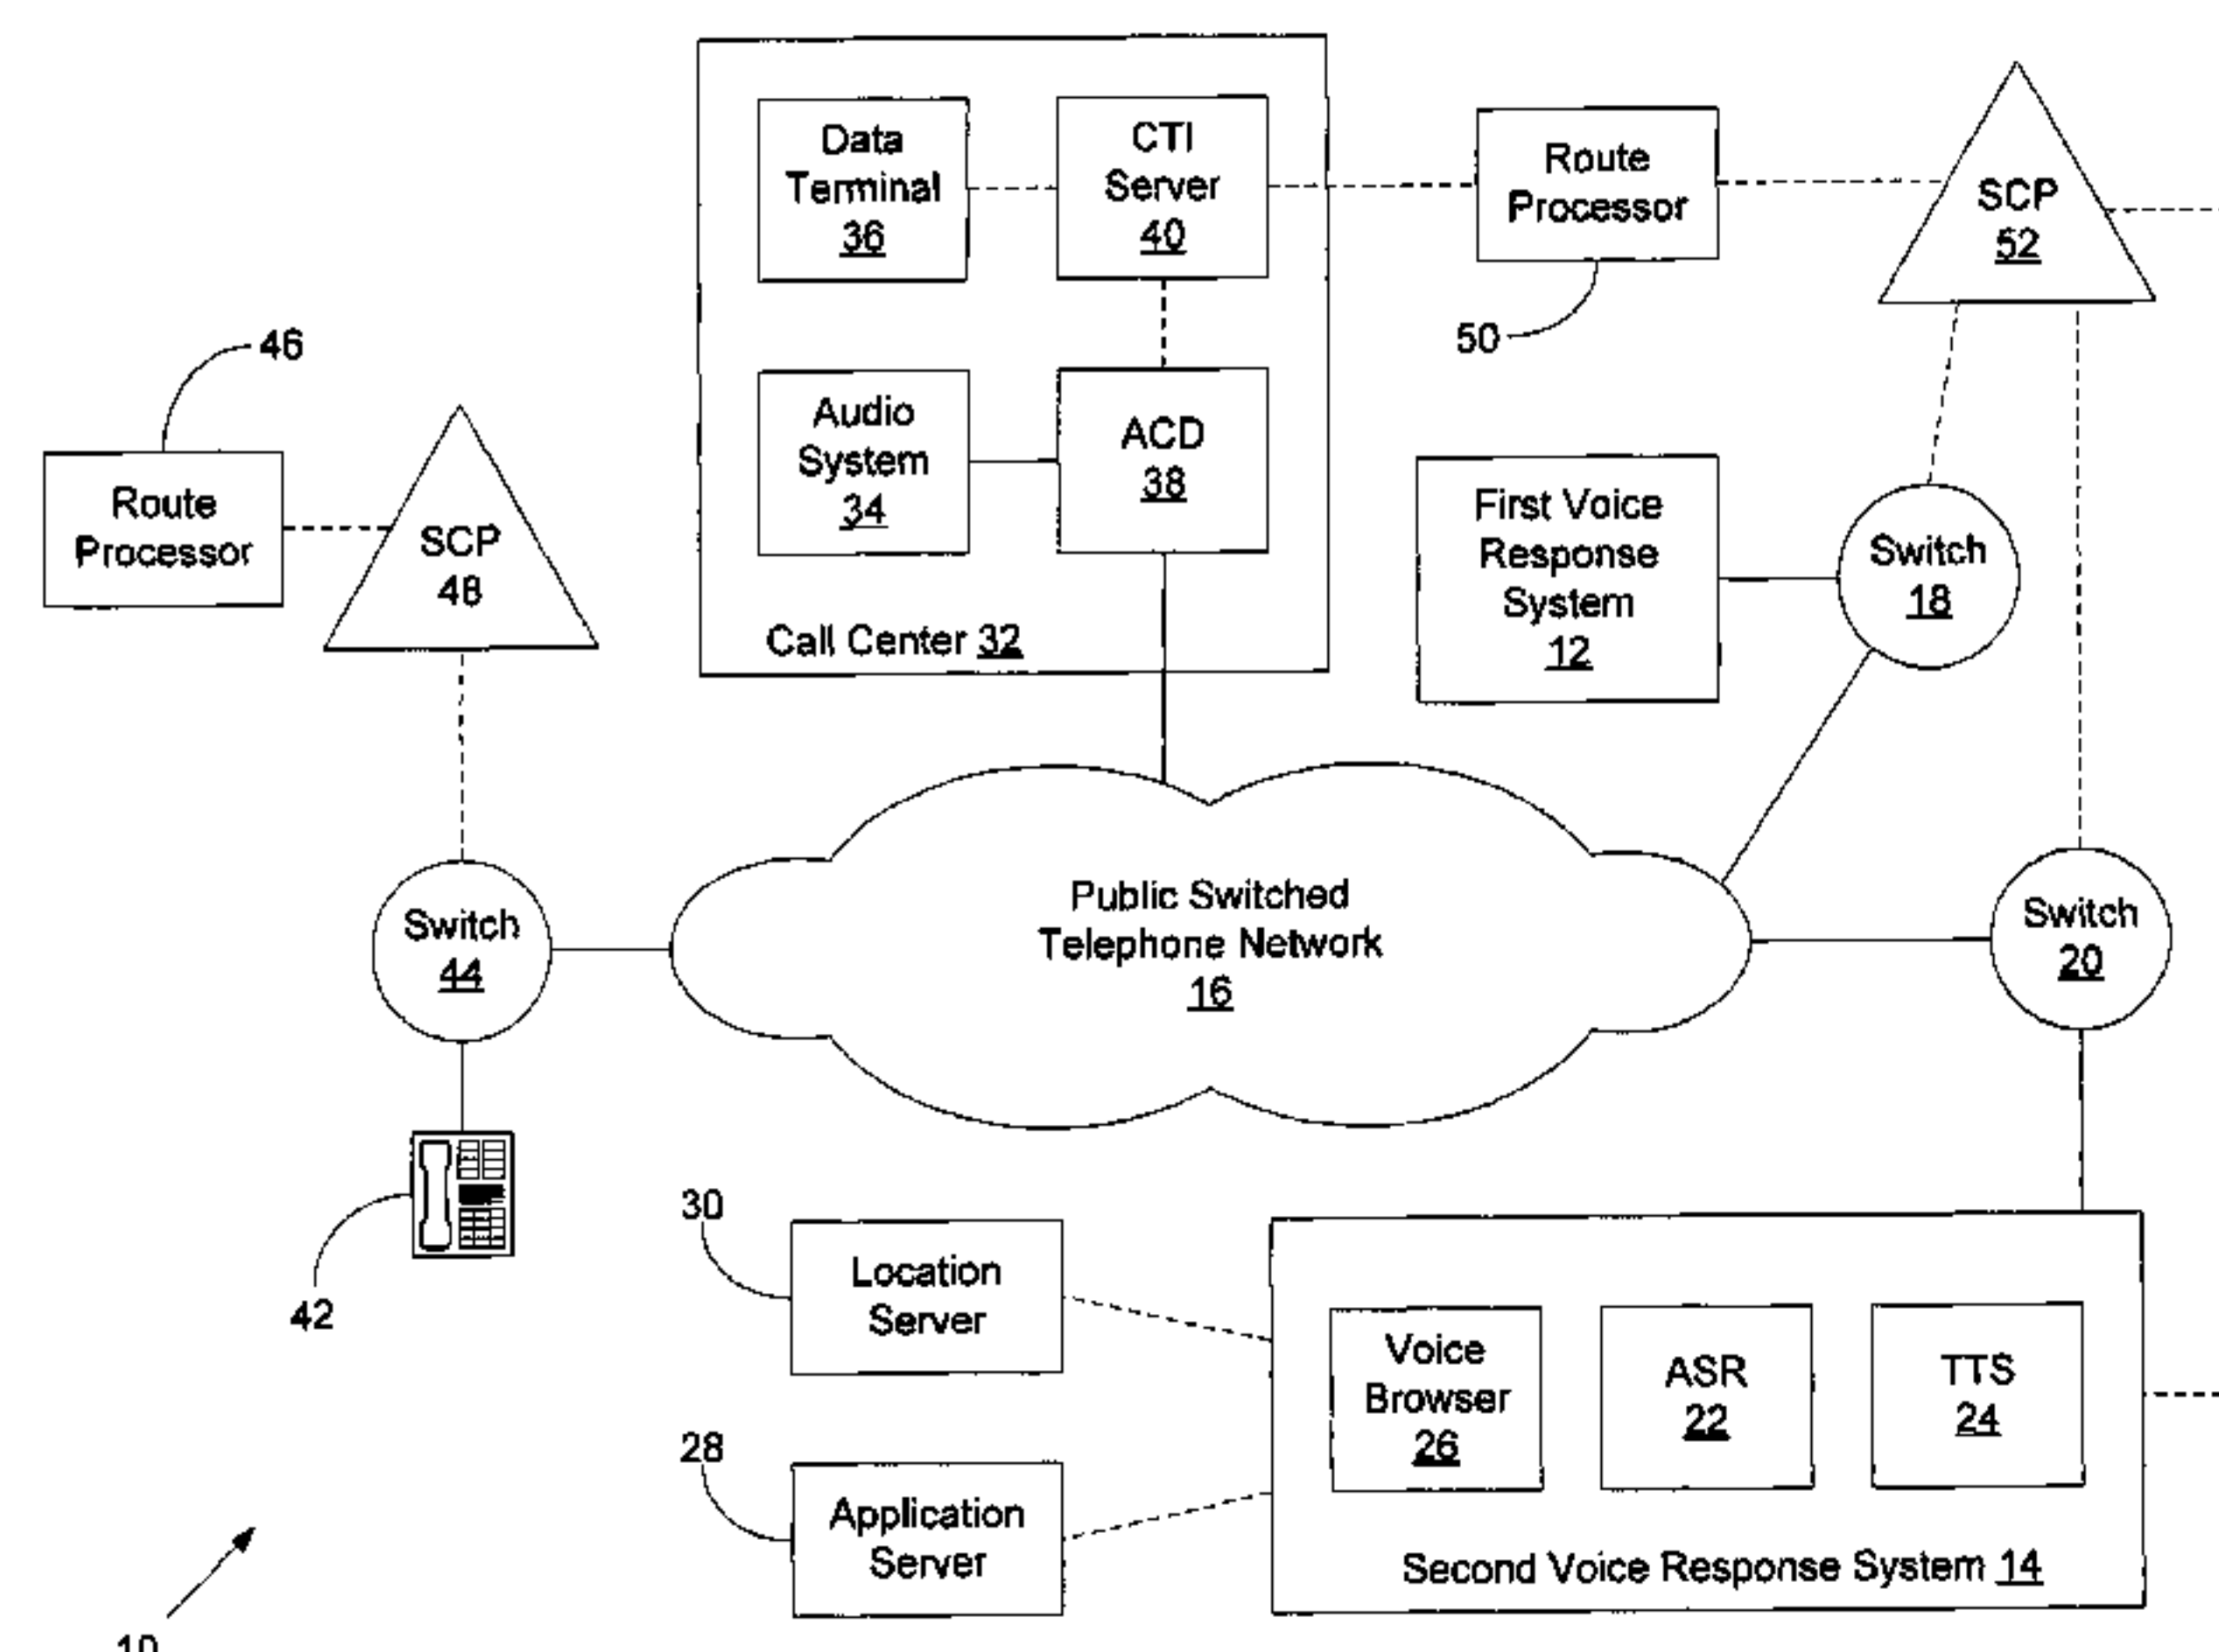 Data
Terminal
36
CTI
Server
40
Route
Processor
50
SCP
52
46
Route
Processor
SCP
48
Audio
System
34
ACD
38
Call Center 32
First Voice
Response
System
12
Switch
18
Switch
44
Public Switched
Telephone Network
16
Switch
20
42
30
Location
Server
28
Application
Server
Voice
Browser
26
ASR
22
TTS
24
Second Voice Response System 14
10